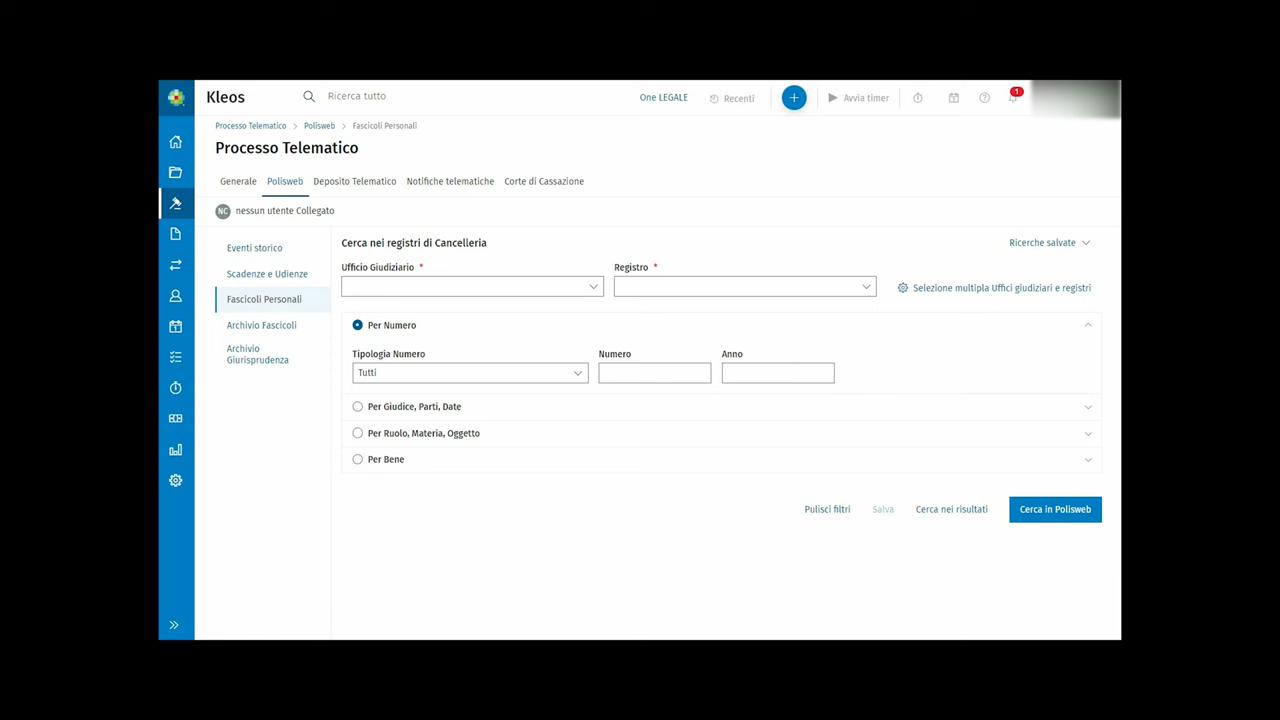 Kleos
Ricerca tutto
One LEGALE
Recenti
+
Avvia timer
1
Processo Telematico > Polisweb > Fascicoli Personali
Processo Telematico
Generale Polisweb Deposito Telematico Notifiche telematiche Corte di Cassazione
NC nessun utente Collegato
Eventi storico
Scadenze e Udienze
Fascicoli Personali
Archivio Fascicoli
Archivio
Giurisprudenza
Cerca nei registri di Cancelleria
Ricerche salvate
Ufficio Giudiziario * Registro *
Selezione multipla Uffici giudiziari e registri
Per Numero
Tipologia Numero Numero Anno
Tutti
Per Giudice, Parti, Date
Per Ruolo, Materia, Oggetto
Per Bene
Pulisci filtri Salva Cerca nei risultati Cerca in Polisweb